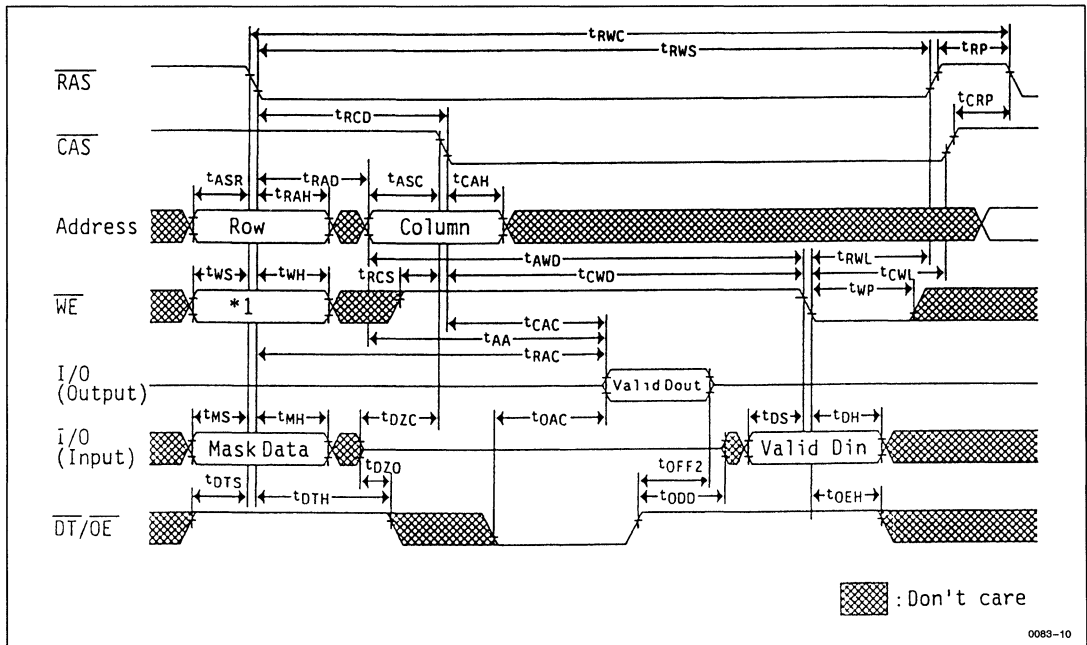 tRWC
tRWS
tRP
RAS
tCRP
tRCD
CAS
tASR
tRAD
tASC
tCAH
tRAH
Address
Row
Column
tAWD
tRWL
tWS
tWH
tRCS
tCWD
tCWL
tWP
WE
*1
tCAC
tAA
tRAC
I/O
(Output)
Valid Dout
tMS
tMH
tDZC
tOAC
tDS
tDH
I/O
(Input)
Mask Data
Valid Din
tDZO
tOFF2
tDTS
tDTH
tODD
tOEH
DT/OE
: Don't care
0083–10